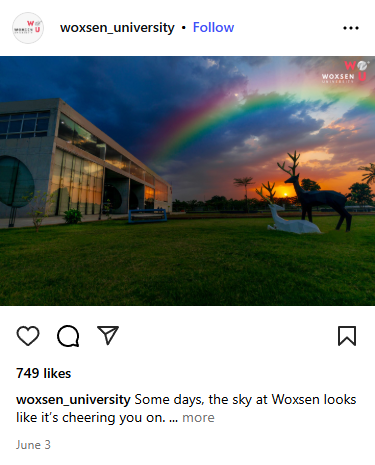 woxsen_university • Follow
W
WOXSEN
UNIVERSITY
U
749 likes
woxsen_university Some days, the sky at Woxsen looks
like it’s cheering you on. ... more
June 3